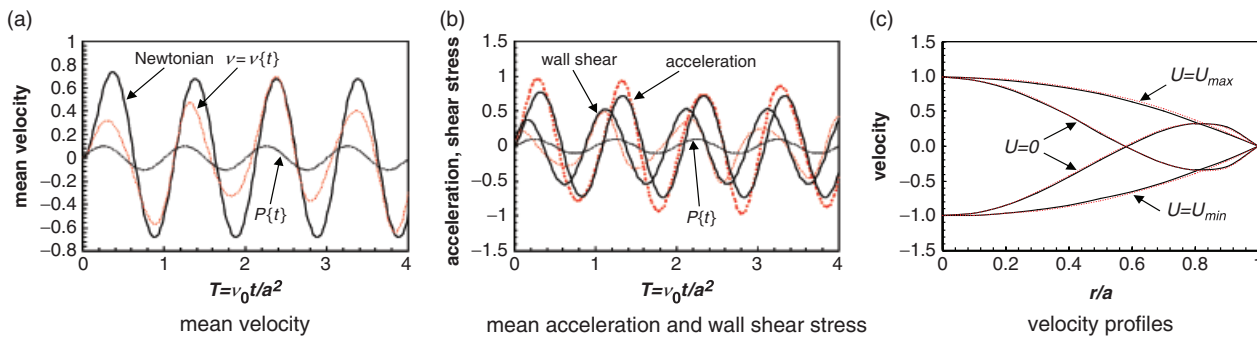 (a)
1
0.8
0.6
0.4
0.2
0
−0.2
−0.4
−0.6
−0.8
mean velocity
Newtonian
ν=ν{t}
P{t}
0 1 2 3 4
T=ν₀t/a²
mean velocity
(b)
1.5
1.0
0.5
0
−0.5
−1.0
−1.5
acceleration, shear stress
wall shear
acceleration
P{t}
0 1 2 3 4
T=ν₀t/a²
mean acceleration and wall shear stress
(c)
1.5
1.0
0.5
0.0
−0.5
−1.0
−1.5
velocity
U=Umax
U=0
U=Umin
0 0.2 0.4 0.6 0.8 1
r/a
velocity profiles